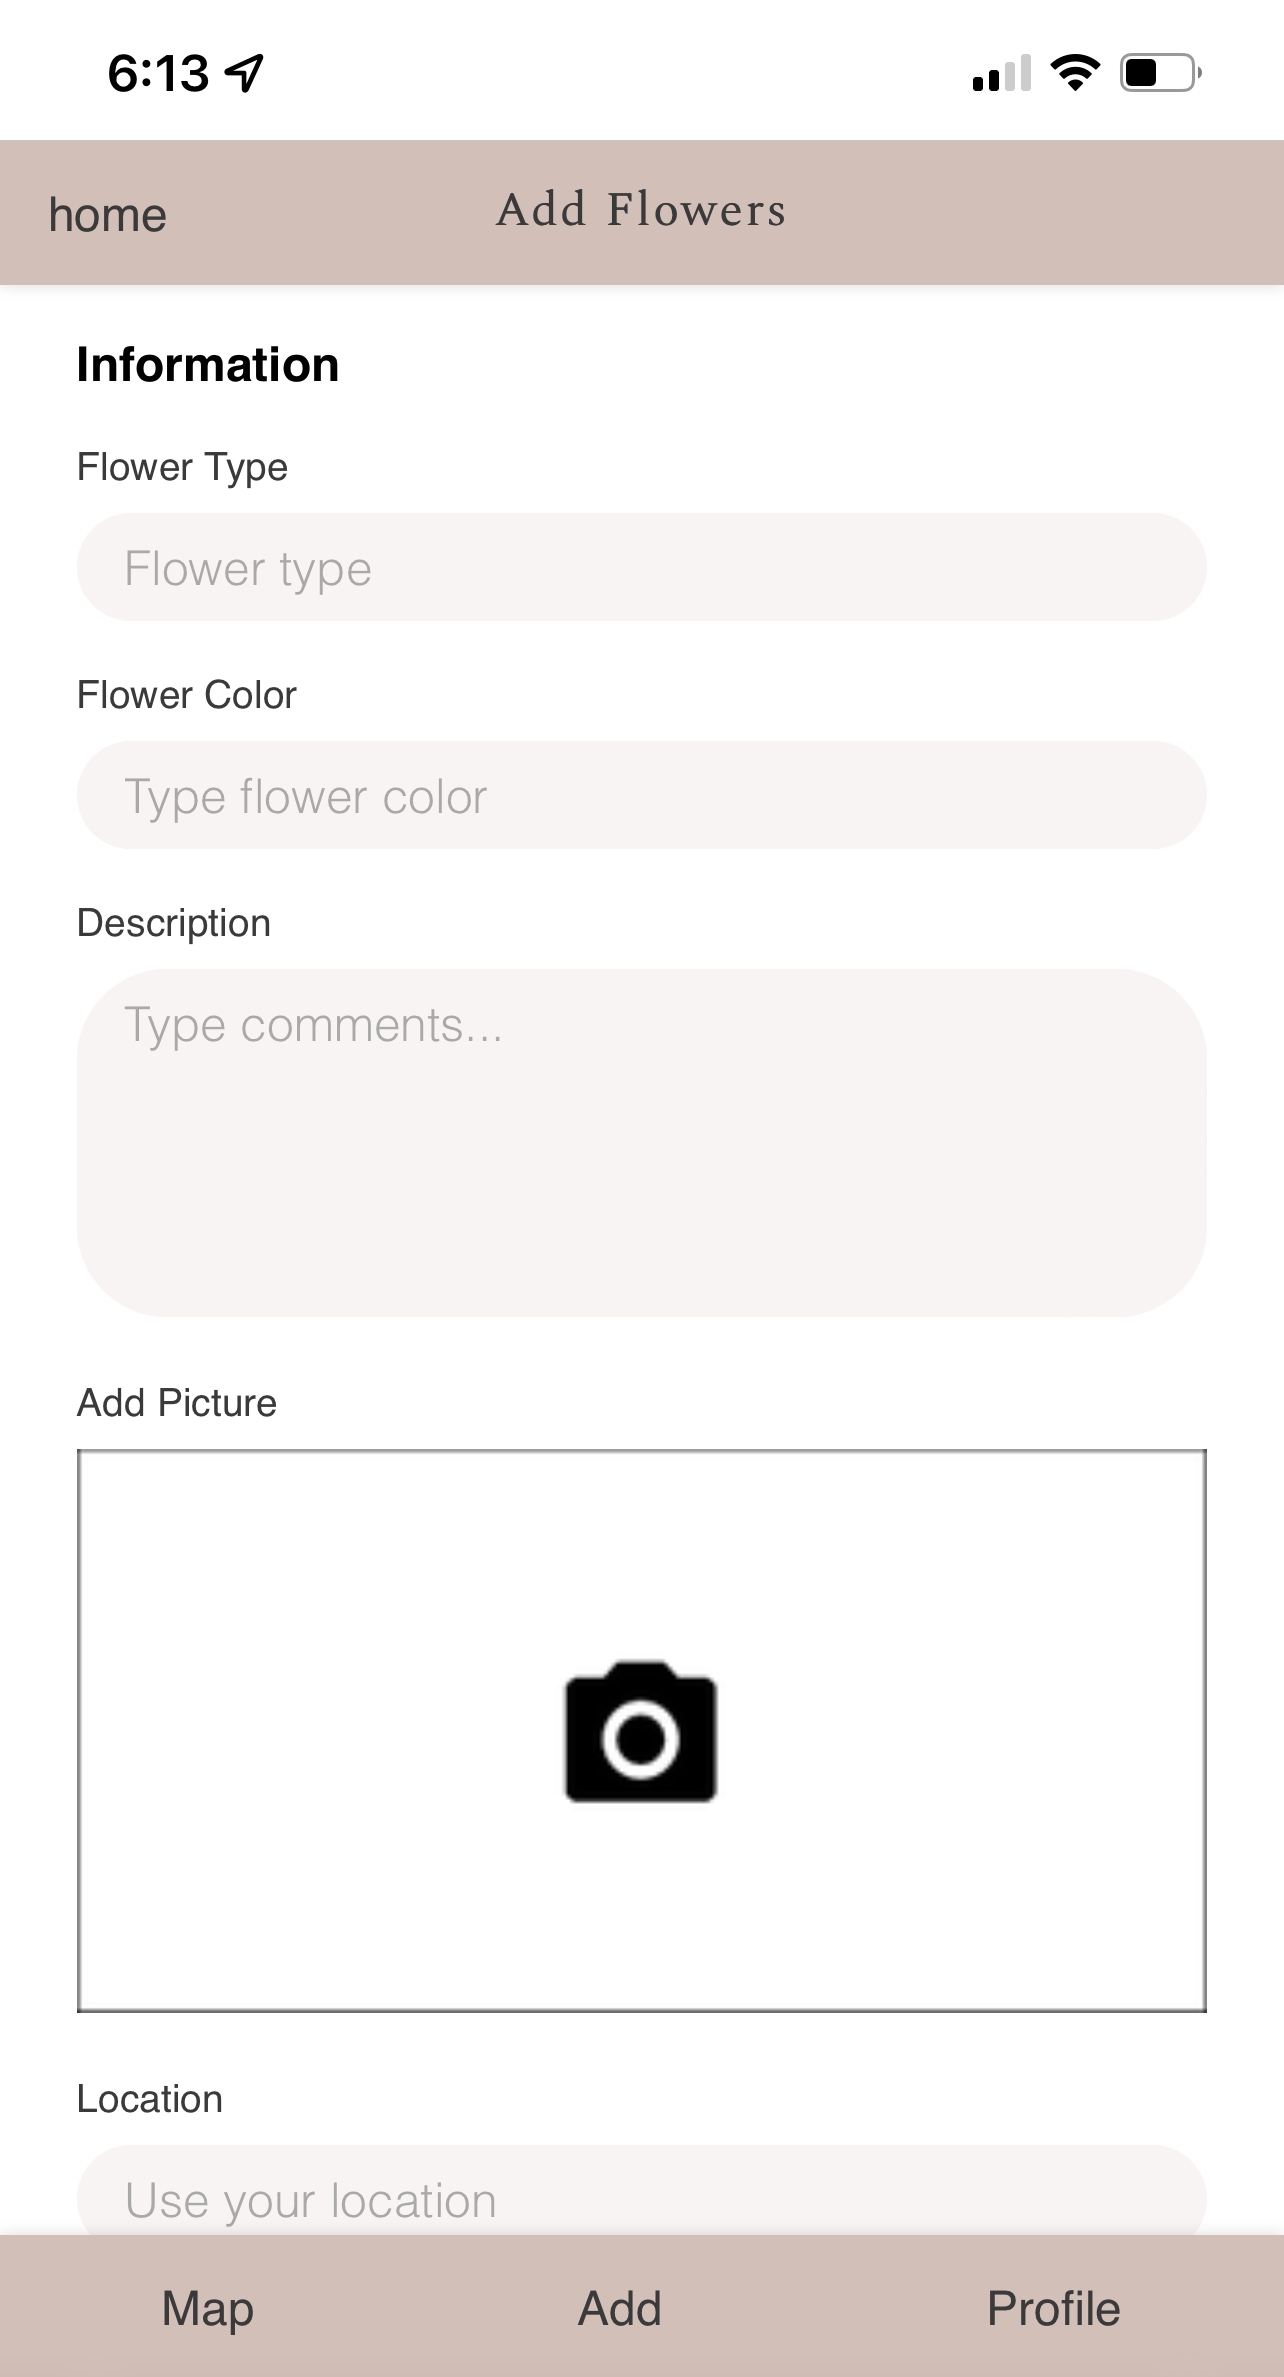 6:13
home
Add Flowers
Information
Flower Type
Flower type
Flower Color
Type flower color
Description
Type comments...
Add Picture
Location
Use your location
Map
Add
Profile